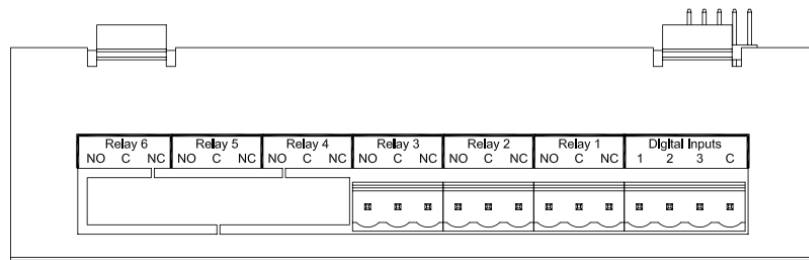 Relay 6 Relay 5 Relay 4 Relay 3 Relay 2 Relay 1 Digital Inputs
NO C NC NO C NC NO C NC NO C NC NO C NC NO C NC 1 2 3 C